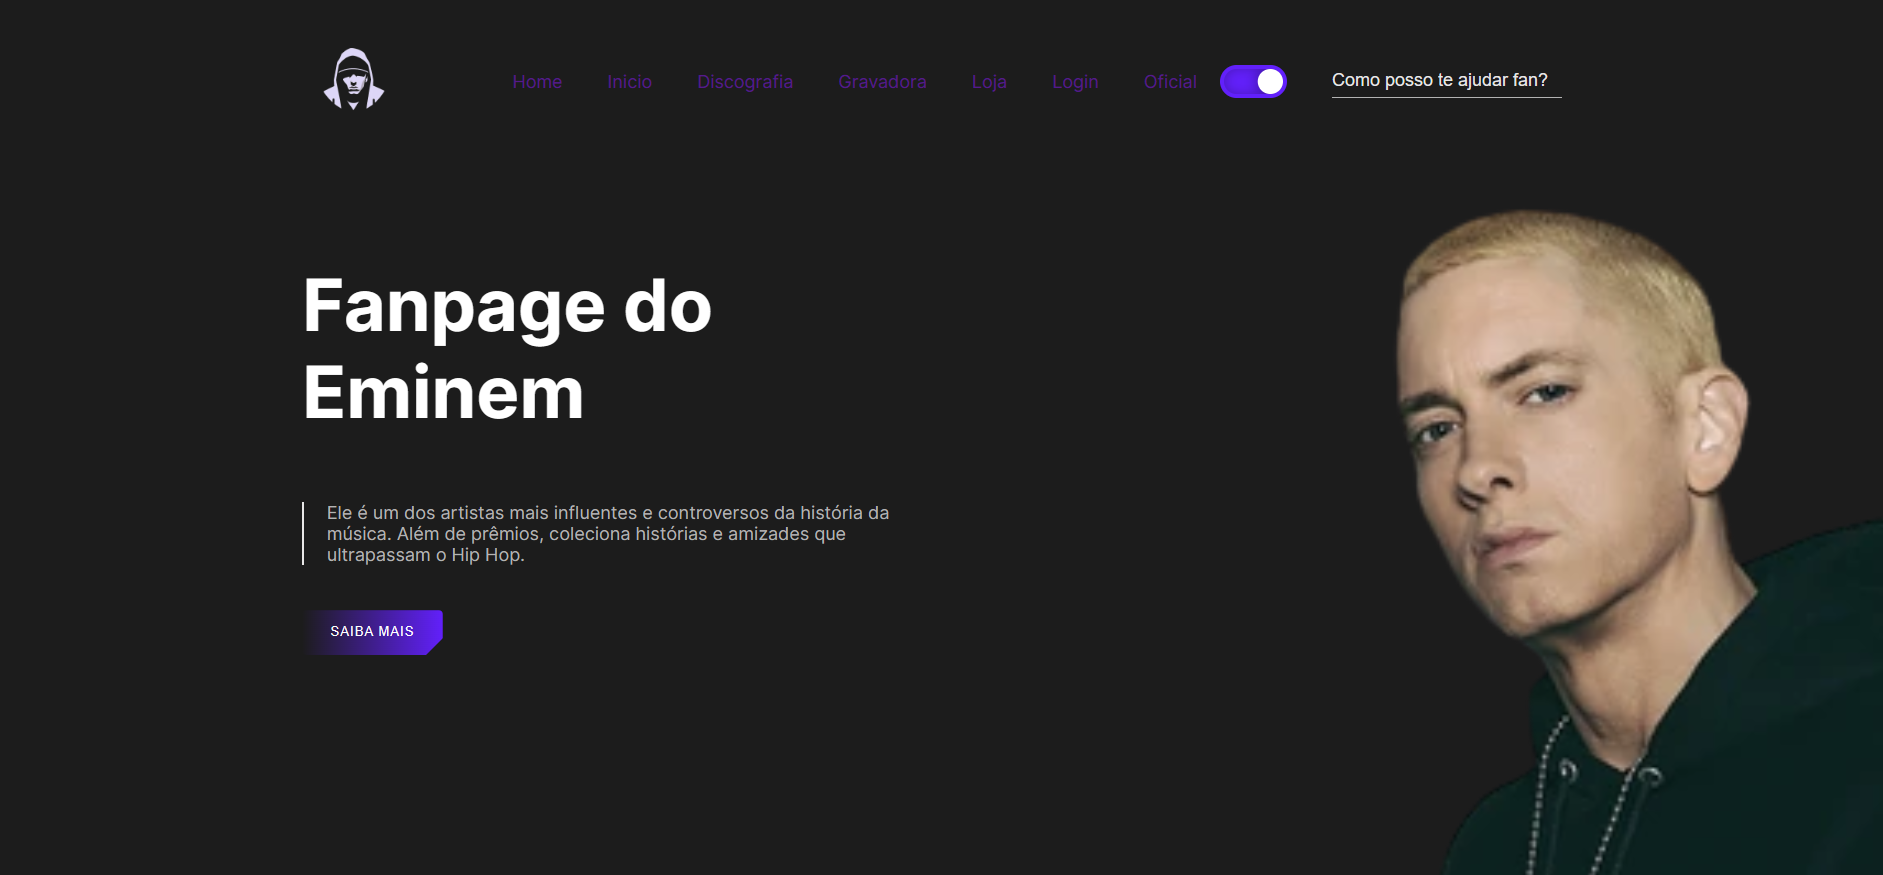 Home Inicio Discografia Gravadora Loja Login Oficial Como posso te ajudar fan?
Fanpage do
Eminem
Ele é um dos artistas mais influentes e controversos da história da
música. Além de prêmios, coleciona histórias e amizades que
ultrapassam o Hip Hop.
SAIBA MAIS